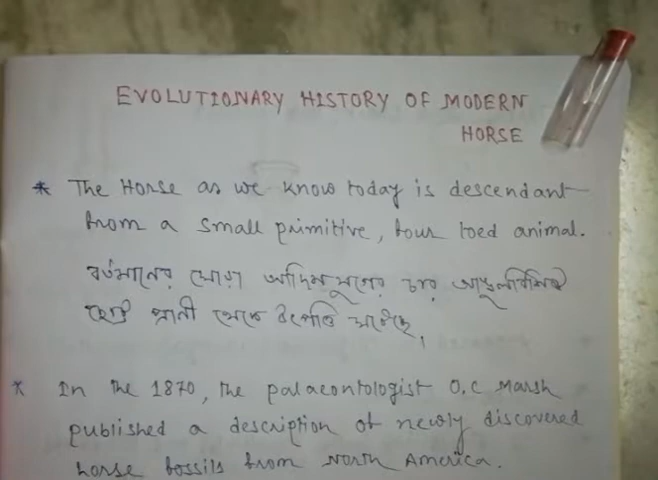 EVOLUTIONARY HISTORY OF MODERN
HORSE
* The Horse as we know today is descendant
from a small primitive, four toed animal.
বর্তমানের ঘোড়া আদিমযুগের চার আঙ্গুলবিশিষ্ট
ছোট প্রানী থেকে উৎপত্তি হয়েছে,
* In the 1870, the palaeontologist O.C Marsh
published a description of newly discovered
horse fossils from North America.